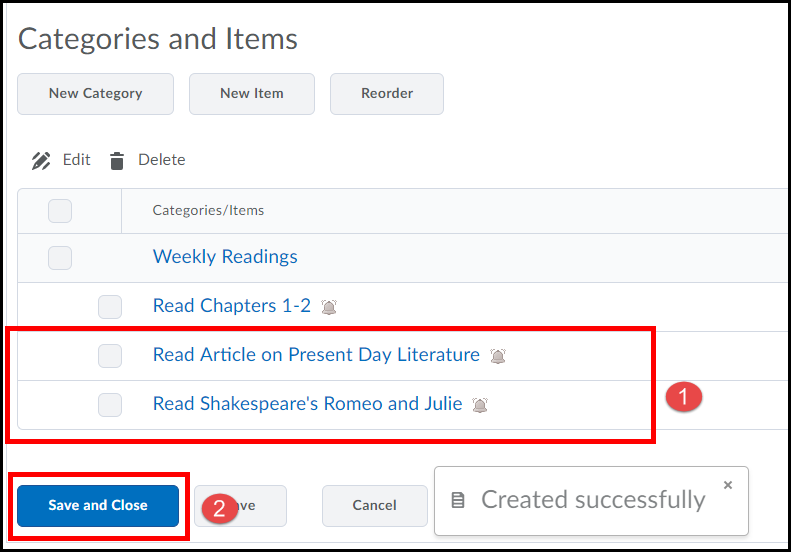 Categories and Items
New Category New Item Reorder
Edit Delete
Categories/Items
Weekly Readings
Read Chapters 1-2
Read Article on Present Day Literature
1
Read Shakespeare's Romeo and Julie
Created successfully ×
Save and Close 2 ve Cancel